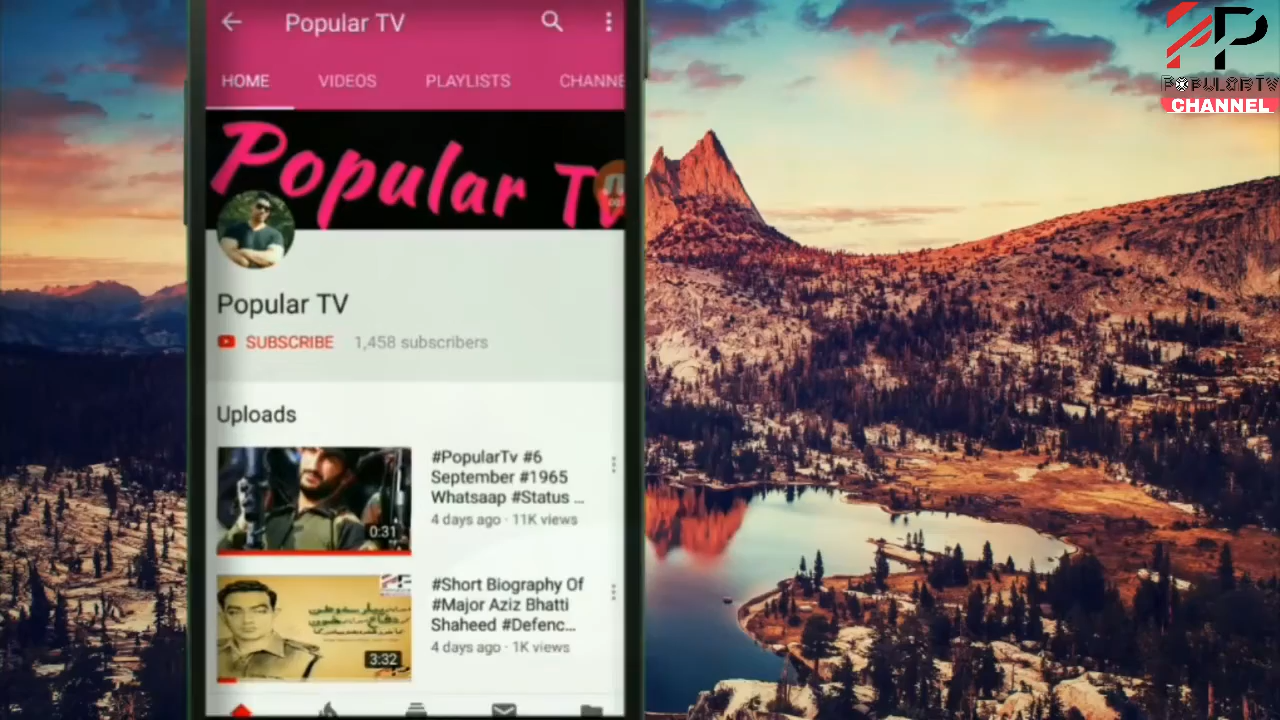 Popular TV
HOME VIDEOS PLAYLISTS CHANNE
Popular TV
Popular TV
SUBSCRIBE 1,458 subscribers
Uploads
#PopularTv #6
September #1965
Whatsaap #Status ...
4 days ago · 11K views
0:31
#Short Biography Of
#Major Aziz Bhatti
Shaheed #Defenc...
4 days ago · 1K views
3:32
P
POPULARTV
CHANNEL